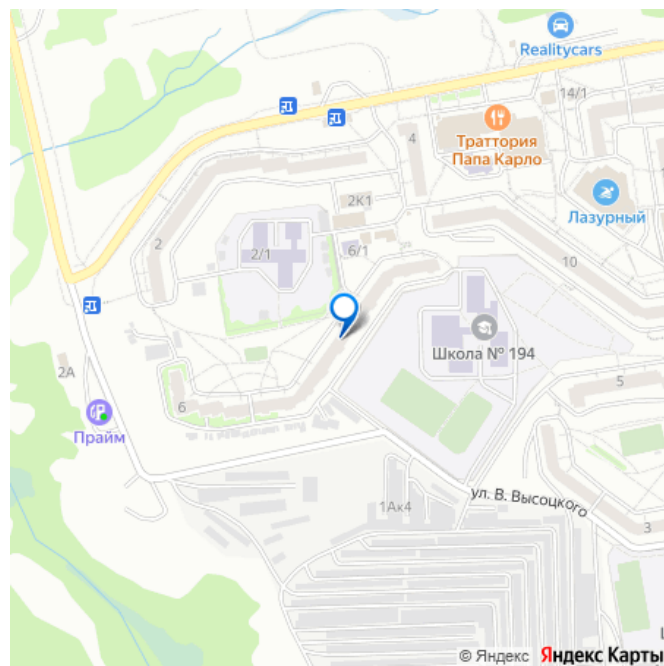 Realitycars
14/1
4
Траттория
Папа Карло
2К1
Лазурный
2
2/1
6/1
10
Школа № 194
2А
5
6
Прайм
ул. В. Высоцкого
1Ак4
3
© Яндекс Яндекс Карты